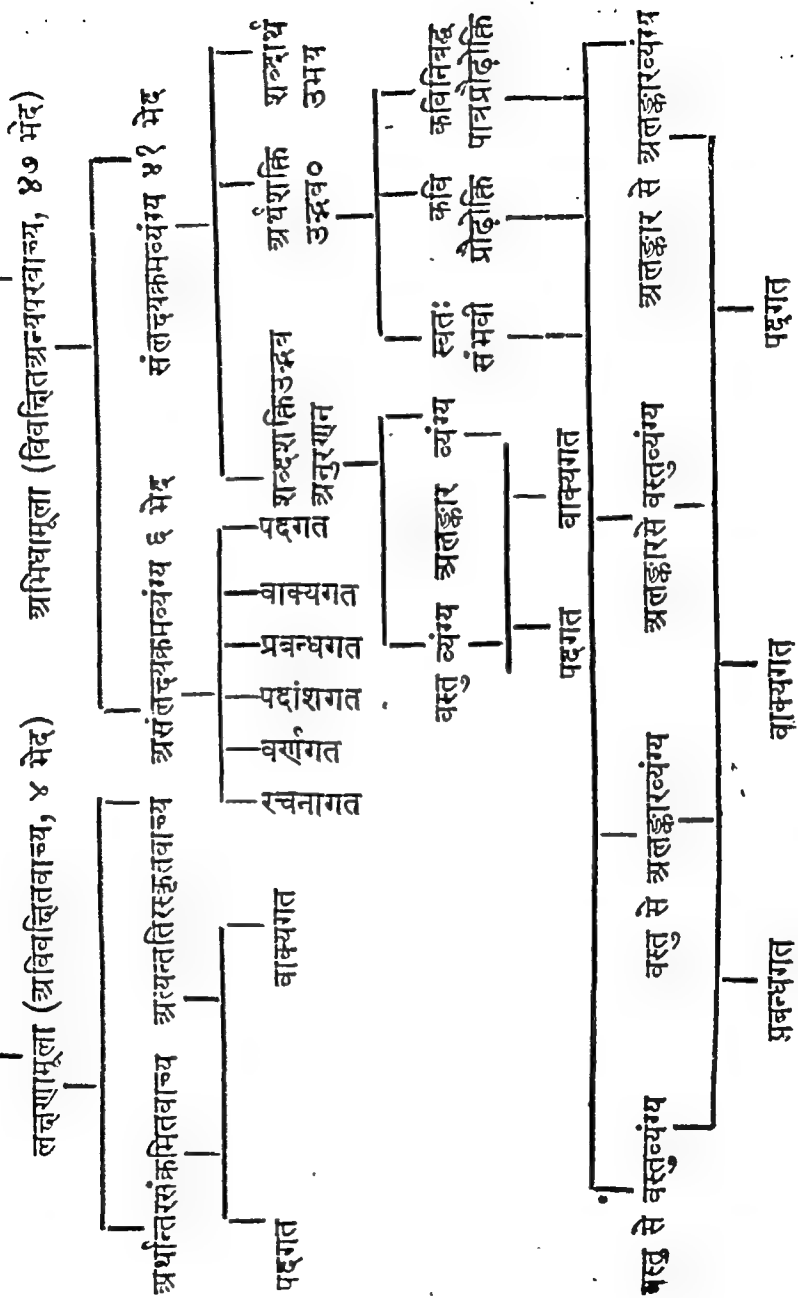 लक्षणामूला (अविवक्षितवाच्य, ४ भेद)
अभिधामूला (विवक्षितअन्यपरवाच्य, ४७ भेद)
अर्थान्तरसंक्रमितवाच्य अत्यन्ततिरस्कृतवाच्य
असंलक्ष्यक्रमव्यंग्य ६ भेद
संलक्ष्यक्रमव्यंग्य ४१ भेद
पदगत
वाक्यगत
रचनागत
वर्णगत
पदांशगत
प्रबन्धगत
वाक्यगत
पदगत
शब्दशक्तिउद्भव
अनुरणन
अर्थशक्ति
उद्भव०
शब्दार्थ
उभय
वस्तु व्यंग्य अलङ्कार व्यंग्य
स्वतः
संभवी
कवि
प्रौढ़ोक्ति
कविनिबद्ध
पात्रप्रौढ़ोक्ति
पदगत
वाक्यगत
वस्तु से वस्तुव्यंग्य
वस्तु से अलङ्कारव्यंग्य
अलङ्कारसे वस्तुव्यंग्य
अलङ्कार से अलङ्कारव्यंग्य
प्रबन्धगत
वाक्यगत
पदगत